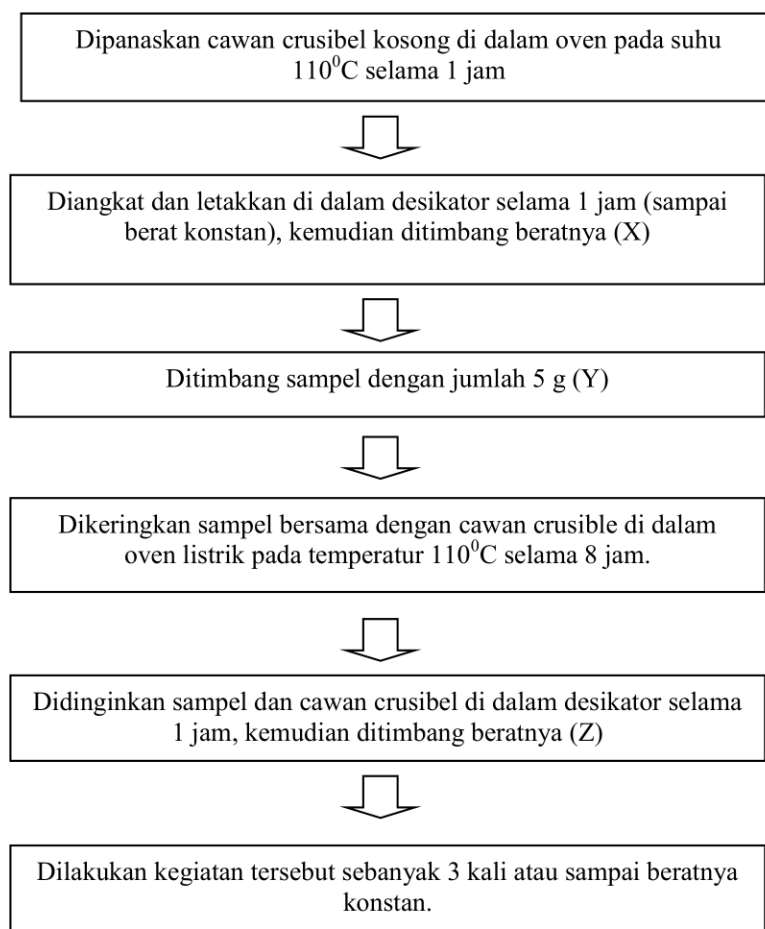 Dipanaskan cawan crusibel kosong di dalam oven pada suhu
110⁰C selama 1 jam
Diangkat dan letakkan di dalam desikator selama 1 jam (sampai
berat konstan), kemudian ditimbang beratnya (X)
Ditimbang sampel dengan jumlah 5 g (Y)
Dikeringkan sampel bersama dengan cawan crusible di dalam
oven listrik pada temperatur 110⁰C selama 8 jam.
Didinginkan sampel dan cawan crusibel di dalam desikator selama
1 jam, kemudian ditimbang beratnya (Z)
Dilakukan kegiatan tersebut sebanyak 3 kali atau sampai beratnya
konstan.